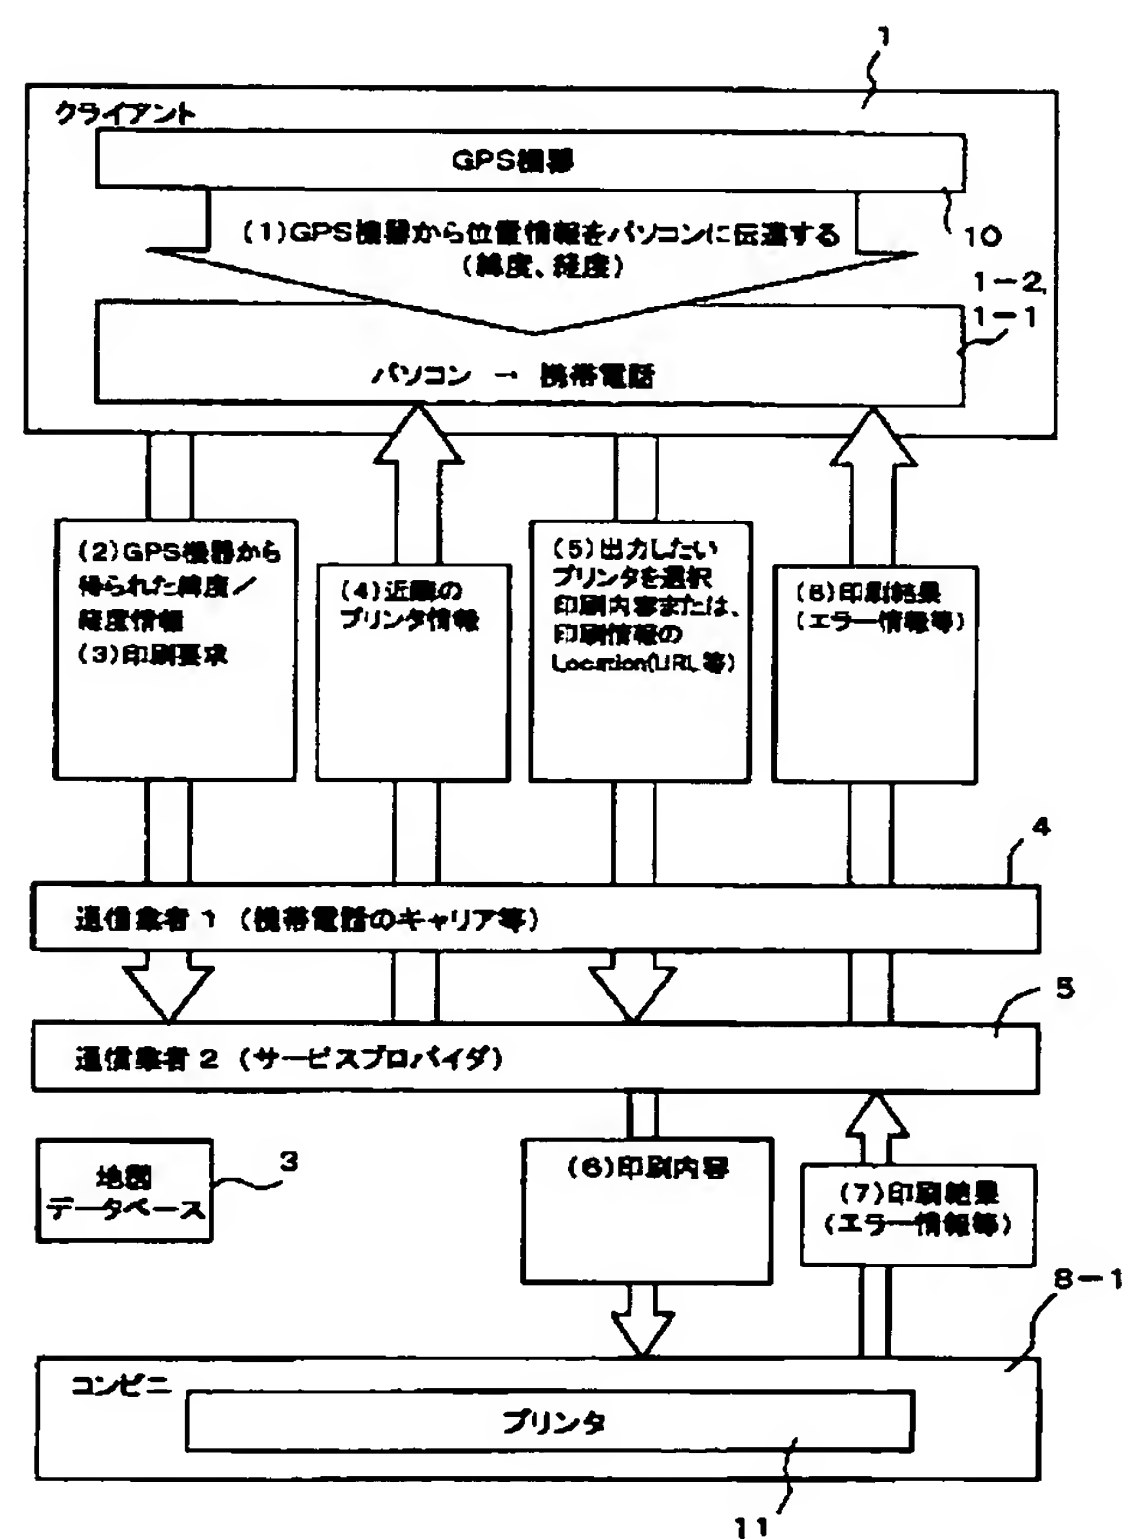 1
クライアント
GPS機器
(1)GPS機器から位置情報をパソコンに伝達する
(緯度、経度)
10
1-2,
1-1
パソコン → 携帯電話
(2)GPS機器から
得られた緯度/
経度情報
(3)印刷要求
(4)近隣の
プリンタ情報
(5)出力したい
プリンタを選択
印刷内容または、
印刷情報の
Location(URL等)
(8)印刷結果
(エラー情報等)
4
通信業者1(携帯電話のキャリア等)
5
通信業者2(サービスプロバイダ)
地図
データベース
3
(6)印刷内容
(7)印刷結果
(エラー情報等)
8-1
コンビニ
プリンタ
11